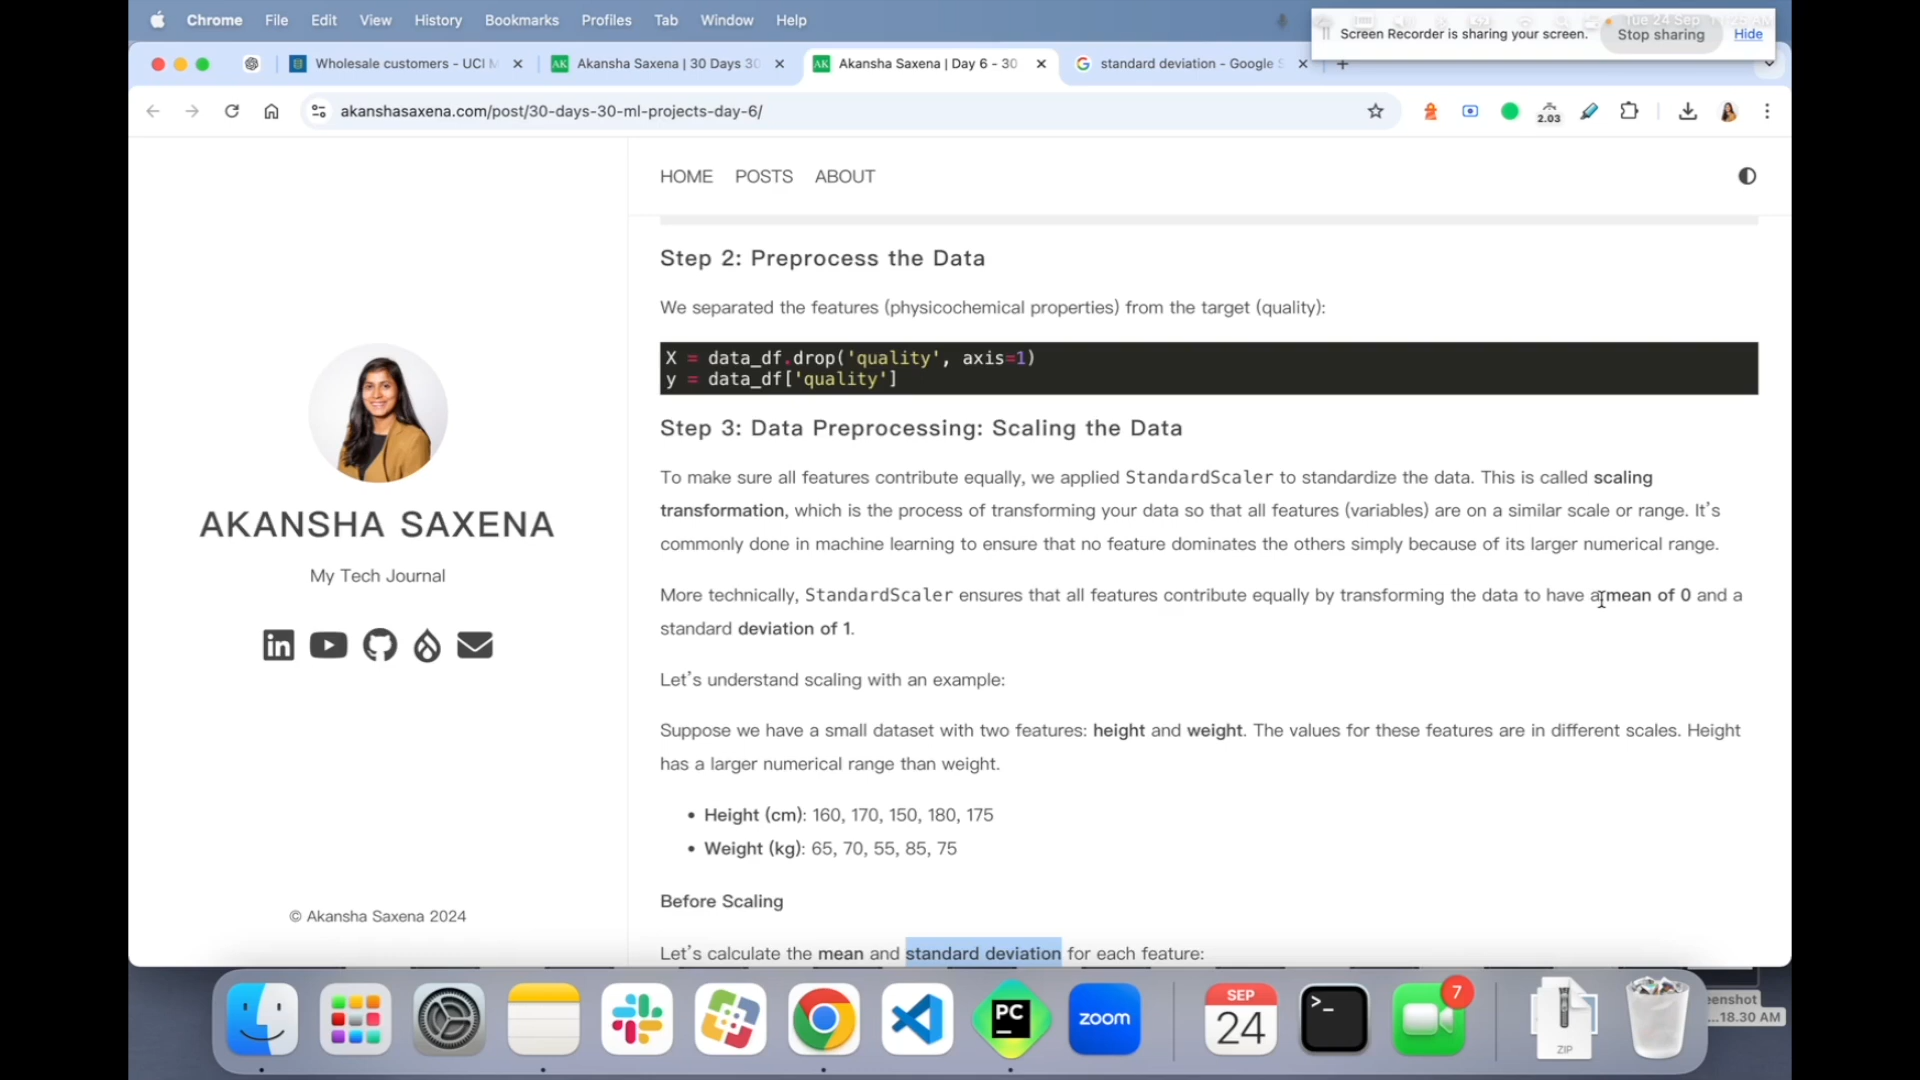 Chrome File Edit View History Bookmarks Profiles Tab Window Help
Tue 24 Sep
Screen Recorder is sharing your screen. Stop sharing Hide
Wholesale customers - UCI M
Akansha Saxena | 30 Days 30
Akansha Saxena | Day 6 - 30
standard deviation - Google S
akanshasaxena.com/post/30-days-30-ml-projects-day-6/
2.03
HOME POSTS ABOUT
AKANSHA SAXENA
My Tech Journal
© Akansha Saxena 2024
Step 2: Preprocess the Data
We separated the features (physicochemical properties) from the target (quality):
X = data_df.drop('quality', axis=1)
y = data_df['quality']
Step 3: Data Preprocessing: Scaling the Data
To make sure all features contribute equally, we applied StandardScaler to standardize the data. This is called scaling
transformation, which is the process of transforming your data so that all features (variables) are on a similar scale or range. It's
commonly done in machine learning to ensure that no feature dominates the others simply because of its larger numerical range.
More technically, StandardScaler ensures that all features contribute equally by transforming the data to have a mean of 0 and a
standard deviation of 1.
Let's understand scaling with an example:
Suppose we have a small dataset with two features: height and weight. The values for these features are in different scales. Height
has a larger numerical range than weight.
• Height (cm): 160, 170, 150, 180, 175
• Weight (kg): 65, 70, 55, 85, 75
Before Scaling
Let's calculate the mean and standard deviation for each feature:
PC
zoom
SEP
24
7
ZIP
eenshot
...18.30 AM